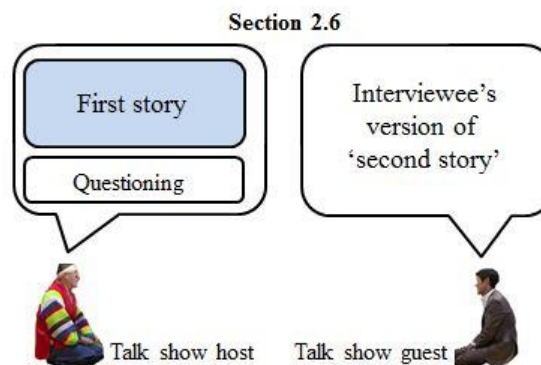 Section 2.6
First story
Questioning
Interviewee’s
version of
‘second story’
Talk show host
Talk show guest